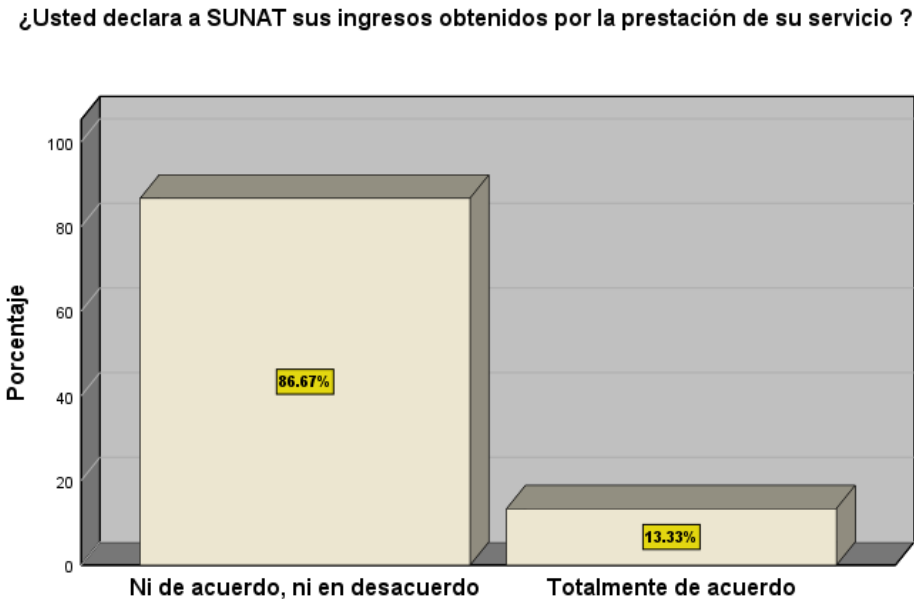 ¿Usted declara a SUNAT sus ingresos obtenidos por la prestación de su servicio ?
100
80
60
40
20
0
Porcentaje
86.67%
13.33%
Ni de acuerdo, ni en desacuerdo
Totalmente de acuerdo